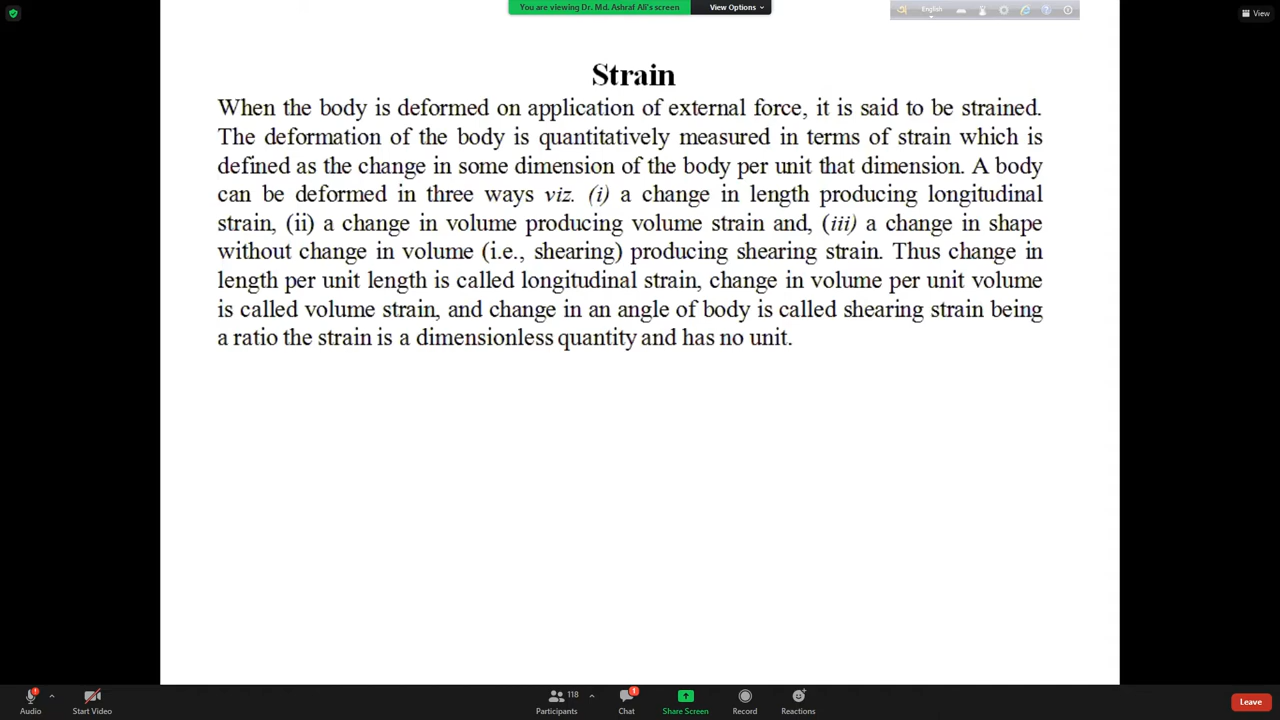 You are viewing Dr. Md. Ashraf Ali's screen
View Options
English
View
Strain
When the body is deformed on application of external force, it is said to be strained.
The deformation of the body is quantitatively measured in terms of strain which is
defined as the change in some dimension of the body per unit that dimension. A body
can be deformed in three ways viz. (i) a change in length producing longitudinal
strain, (ii) a change in volume producing volume strain and, (iii) a change in shape
without change in volume (i.e., shearing) producing shearing strain. Thus change in
length per unit length is called longitudinal strain, change in volume per unit volume
is called volume strain, and change in an angle of body is called shearing strain being
a ratio the strain is a dimensionless quantity and has no unit.
Audio
Start Video
118
Participants
1
Chat
Share Screen
Record
Reactions
Leave